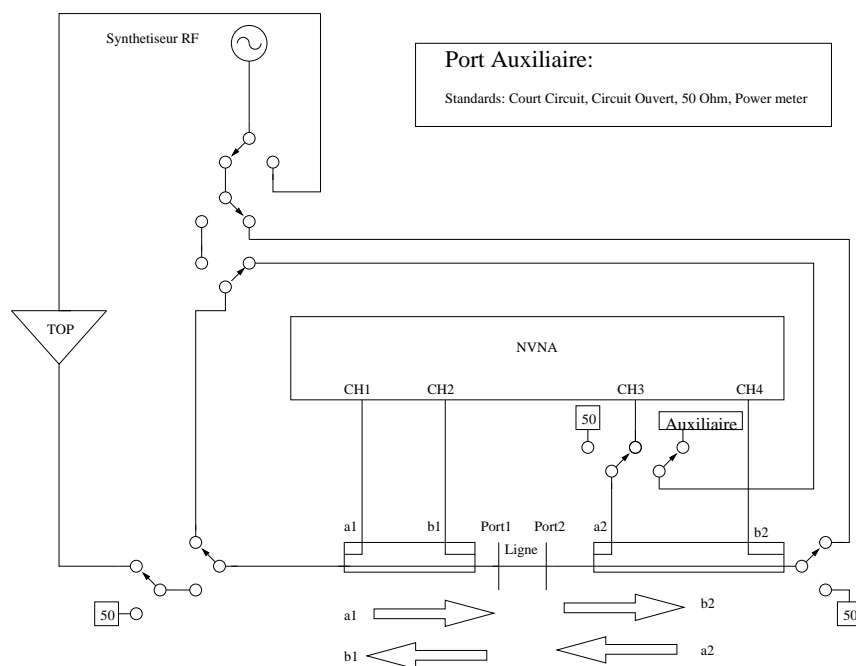 Synthetiseur RF
Port Auxiliaire:
Standards: Court Circuit, Circuit Ouvert, 50 Ohm, Power meter
TOP
NVNA
CH1
CH2
CH3
CH4
50
Auxiliaire
a1
b1
Port1
Port2
a2
b2
Ligne
50
50
a1
b2
b1
a2